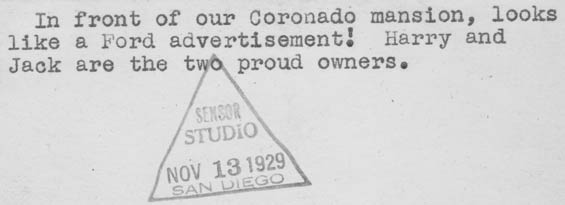 In front of our Coronado mansion, looks
like a Ford advertisement! Harry and
Jack are the two proud owners.
SENSOR
STUDIO
NOV 13 1929
SAN DIEGO